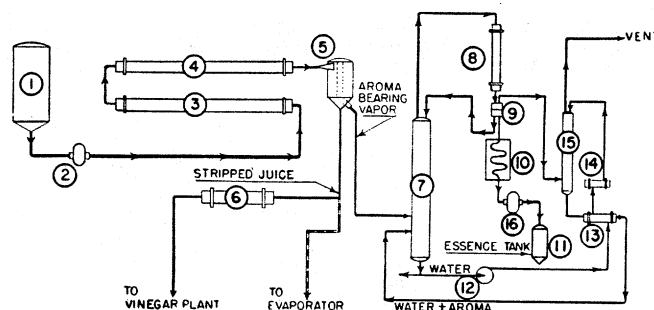 1
2
3
4
5
6
7
8
9
10
11
12
13
14
15
16
VENT
AROMA
BEARING
VAPOR
STRIPPED JUICE
ESSENCE TANK
WATER
TO
VINEGAR PLANT
TO
EVAPORATOR
WATER + AROMA